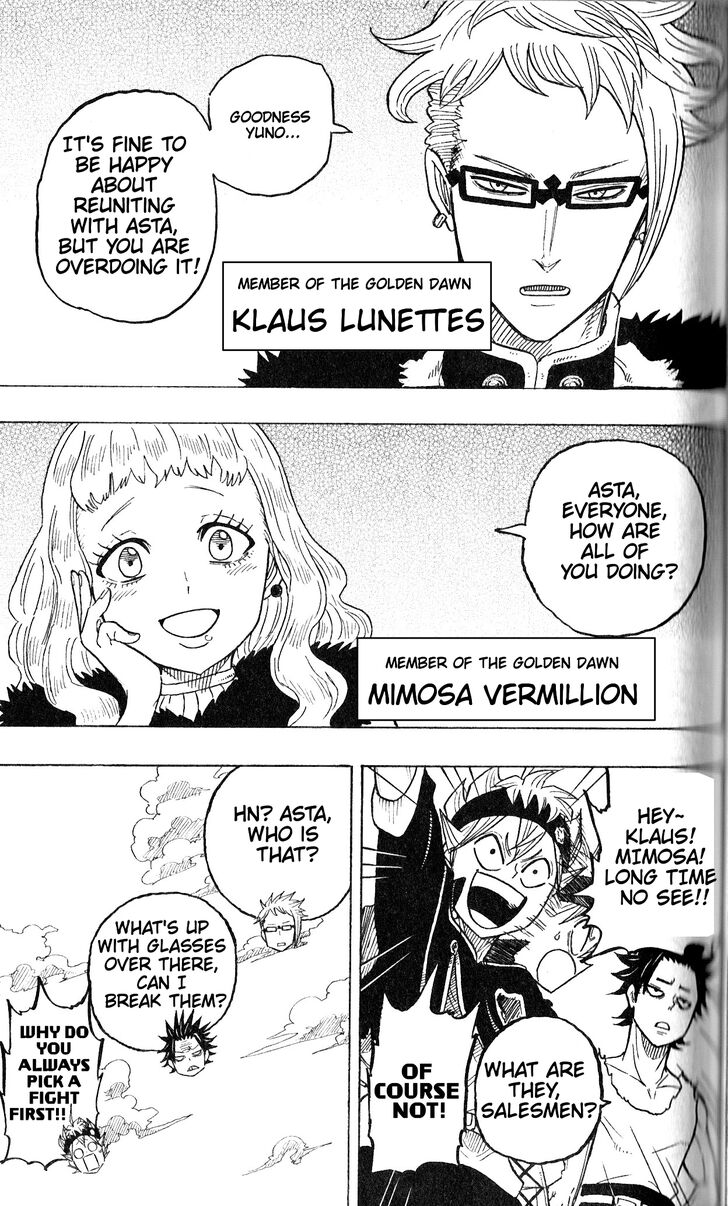 GOODNESS
YUNO...
IT'S FINE TO
BE HAPPY
ABOUT
REUNITING
WITH ASTA,
BUT YOU ARE
OVERDOING IT!
MEMBER OF THE GOLDEN DAWN
KLAUS LUNETTES
ASTA,
EVERYONE,
HOW ARE
ALL OF
YOU DOING?
MEMBER OF THE GOLDEN DAWN
MIMOSA VERMILLION
HEY~
KLAUS!
MIMOSA!
LONG TIME
NO SEE!!
WHAT ARE
THEY,
SALESMEN?
OF
COURSE
NOT!
HN? ASTA,
WHO IS
THAT?
WHAT'S UP
WITH GLASSES
OVER THERE,
CAN I
BREAK THEM?
WHY DO
YOU
ALWAYS
PICK A
FIGHT
FIRST!!